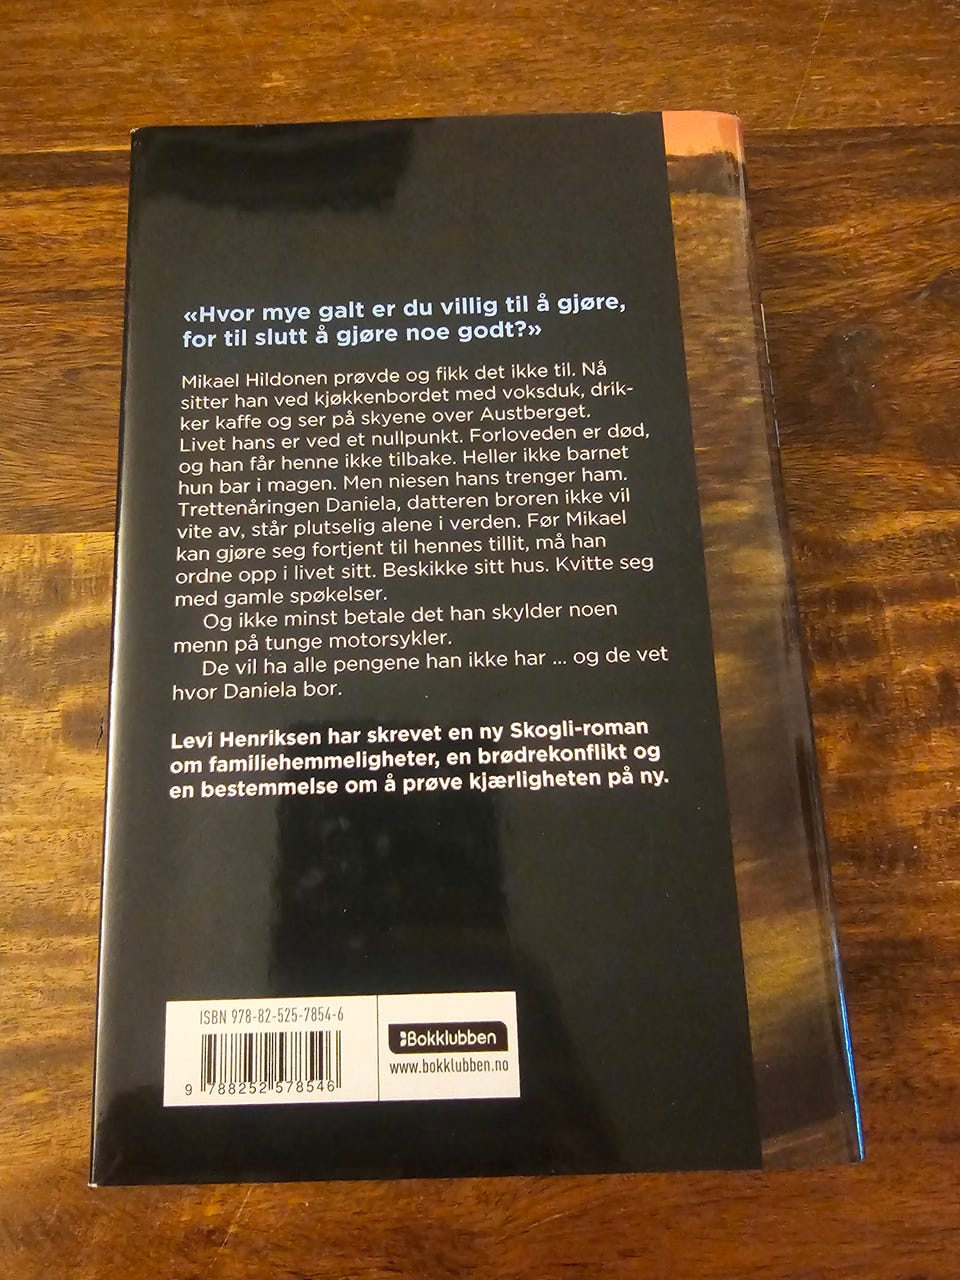 «Hvor mye galt er du villig til å gjøre,
for til slutt å gjøre noe godt?»
Mikael Hildonen prøvde og fikk det ikke til. Nå
sitter han ved kjøkkenbordet med voksduk, drik-
ker kaffe og ser på skyene over Austberget.
Livet hans er ved et nullpunkt. Forloveden er død,
og han får henne ikke tilbake. Heller ikke barnet
hun bar i magen. Men niesen hans trenger ham.
Trettenåringen Daniela, datteren broren ikke vil
vite av, står plutselig alene i verden. Før Mikael
kan gjøre seg fortjent til hennes tillit, må han
ordne opp i livet sitt. Beskikke sitt hus. Kvitte seg
med gamle spøkelser.
Og ikke minst betale det han skylder noen
menn på tunge motorsykler.
De vil ha alle pengene han ikke har ... og de vet
hvor Daniela bor.
Levi Henriksen har skrevet en ny Skogli-roman
om familiehemmeligheter, en brødrekonflikt og
en bestemmelse om å prøve kjærligheten på ny.
ISBN 978-82-525-7854-6
9 788252 578546
Bokklubben
www.bokklubben.no